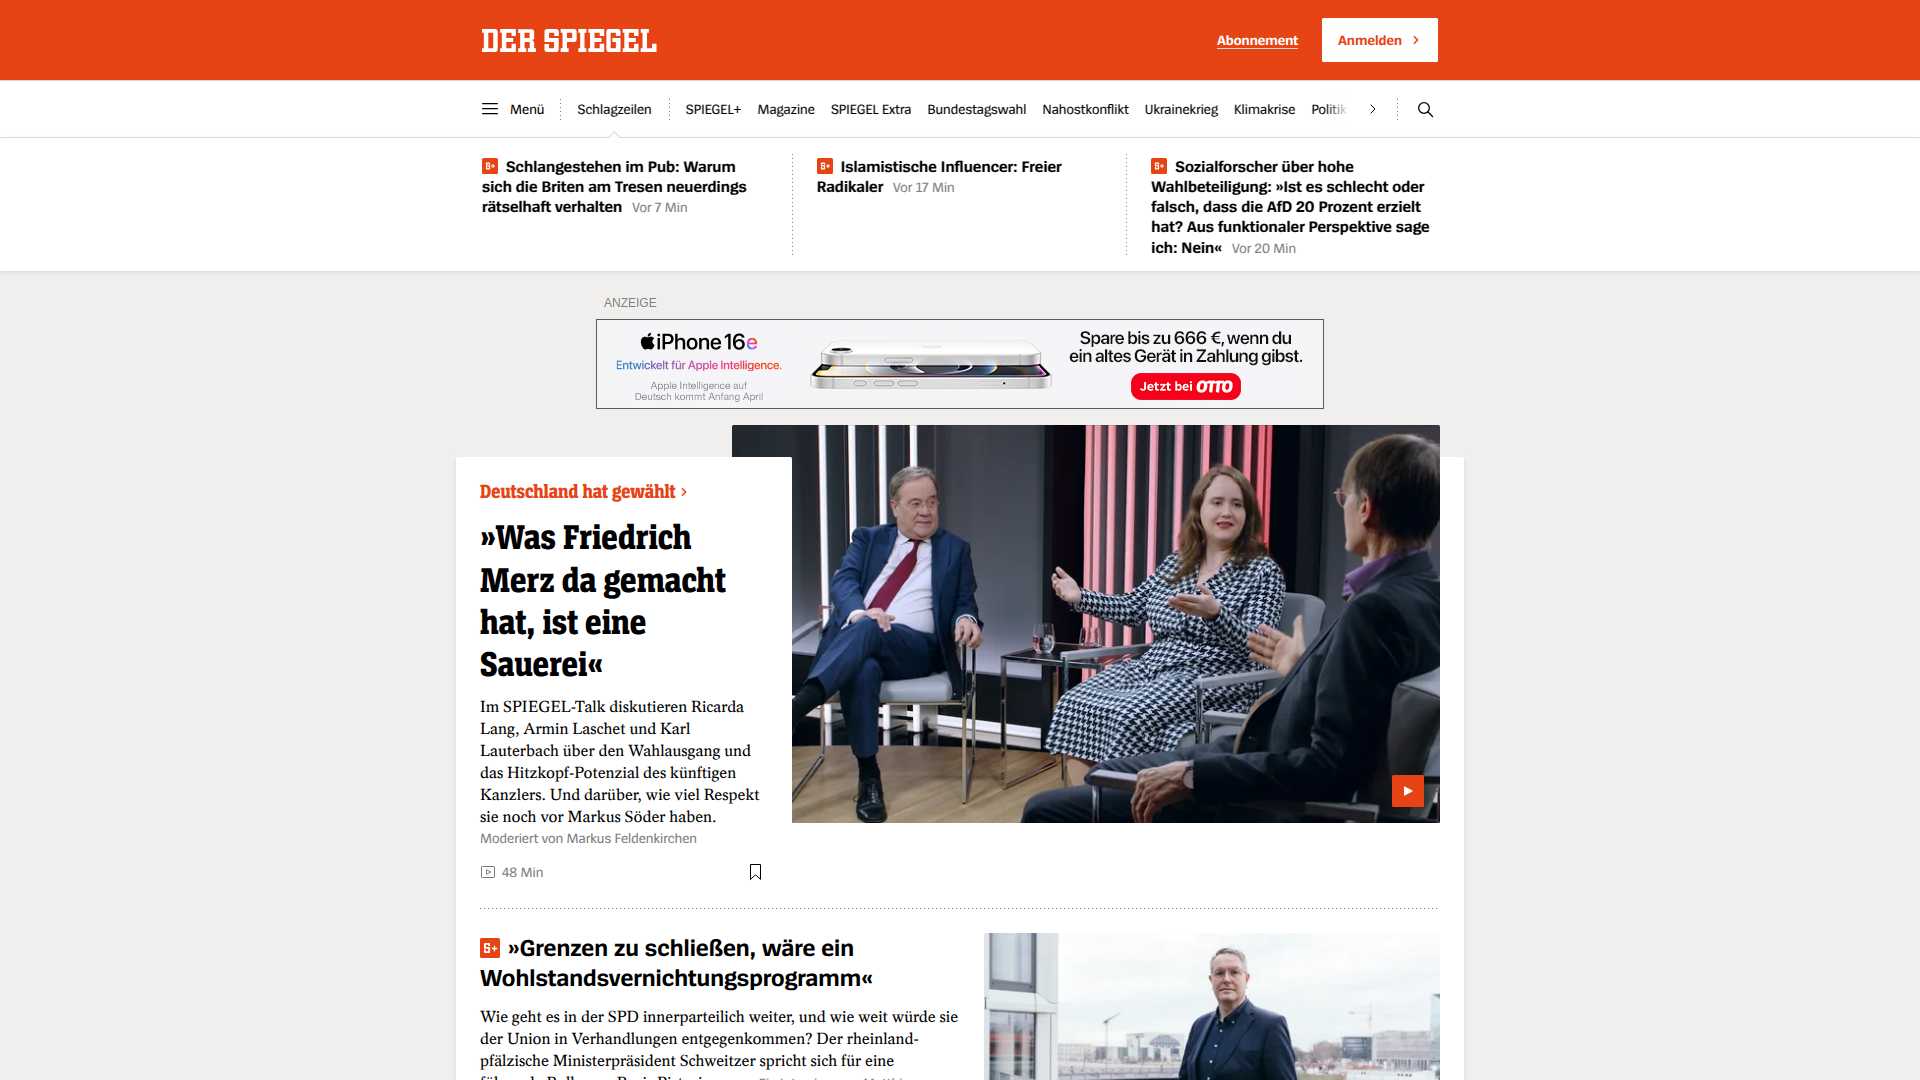 DER SPIEGEL
Abonnement
Anmelden
Menü
Schlagzeilen
SPIEGEL+
Magazine
SPIEGEL Extra
Bundestagswahl
Nahostkonflikt
Ukrainekrieg
Klimakrise
Politik
S+ Schlangestehen im Pub: Warum
sich die Briten am Tresen neuerdings
rätselhaft verhalten Vor 7 Min
S+ Islamistische Influencer: Freier
Radikaler Vor 17 Min
S+ Sozialforscher über hohe
Wahlbeteiligung: »Ist es schlecht oder
falsch, dass die AfD 20 Prozent erzielt
hat? Aus funktionaler Perspektive sage
ich: Nein« Vor 20 Min
ANZEIGE
iPhone 16e
Entwickelt für Apple Intelligence.
Apple Intelligence auf
Deutsch kommt Anfang April
Spare bis zu 666 €, wenn du
ein altes Gerät in Zahlung gibst.
Jetzt bei OTTO
Deutschland hat gewählt
»Was Friedrich
Merz da gemacht
hat, ist eine
Sauerei«
Im SPIEGEL-Talk diskutieren Ricarda
Lang, Armin Laschet und Karl
Lauterbach über den Wahlausgang und
das Hitzkopf-Potenzial des künftigen
Kanzlers. Und darüber, wie viel Respekt
sie noch vor Markus Söder haben.
Moderiert von Markus Feldenkirchen
48 Min
S+ »Grenzen zu schließen, wäre ein
Wohlstandsvernichtungsprogramm«
Wie geht es in der SPD innerparteilich weiter, und wie weit würde sie
der Union in Verhandlungen entgegenkommen? Der rheinland-
pfälzische Ministerpräsident Schweitzer spricht sich für eine